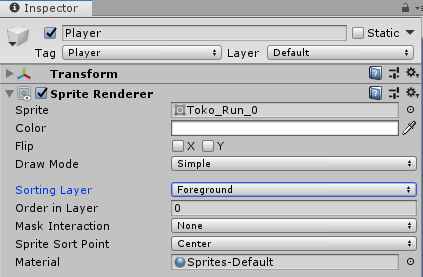 Inspector
Player
Static
Tag Player Layer Default
Transform
Sprite Renderer
Sprite Toko_Run_0
Color
Flip X Y
Draw Mode Simple
Sorting Layer Foreground
Order in Layer 0
Mask Interaction None
Sprite Sort Point Center
Material Sprites-Default